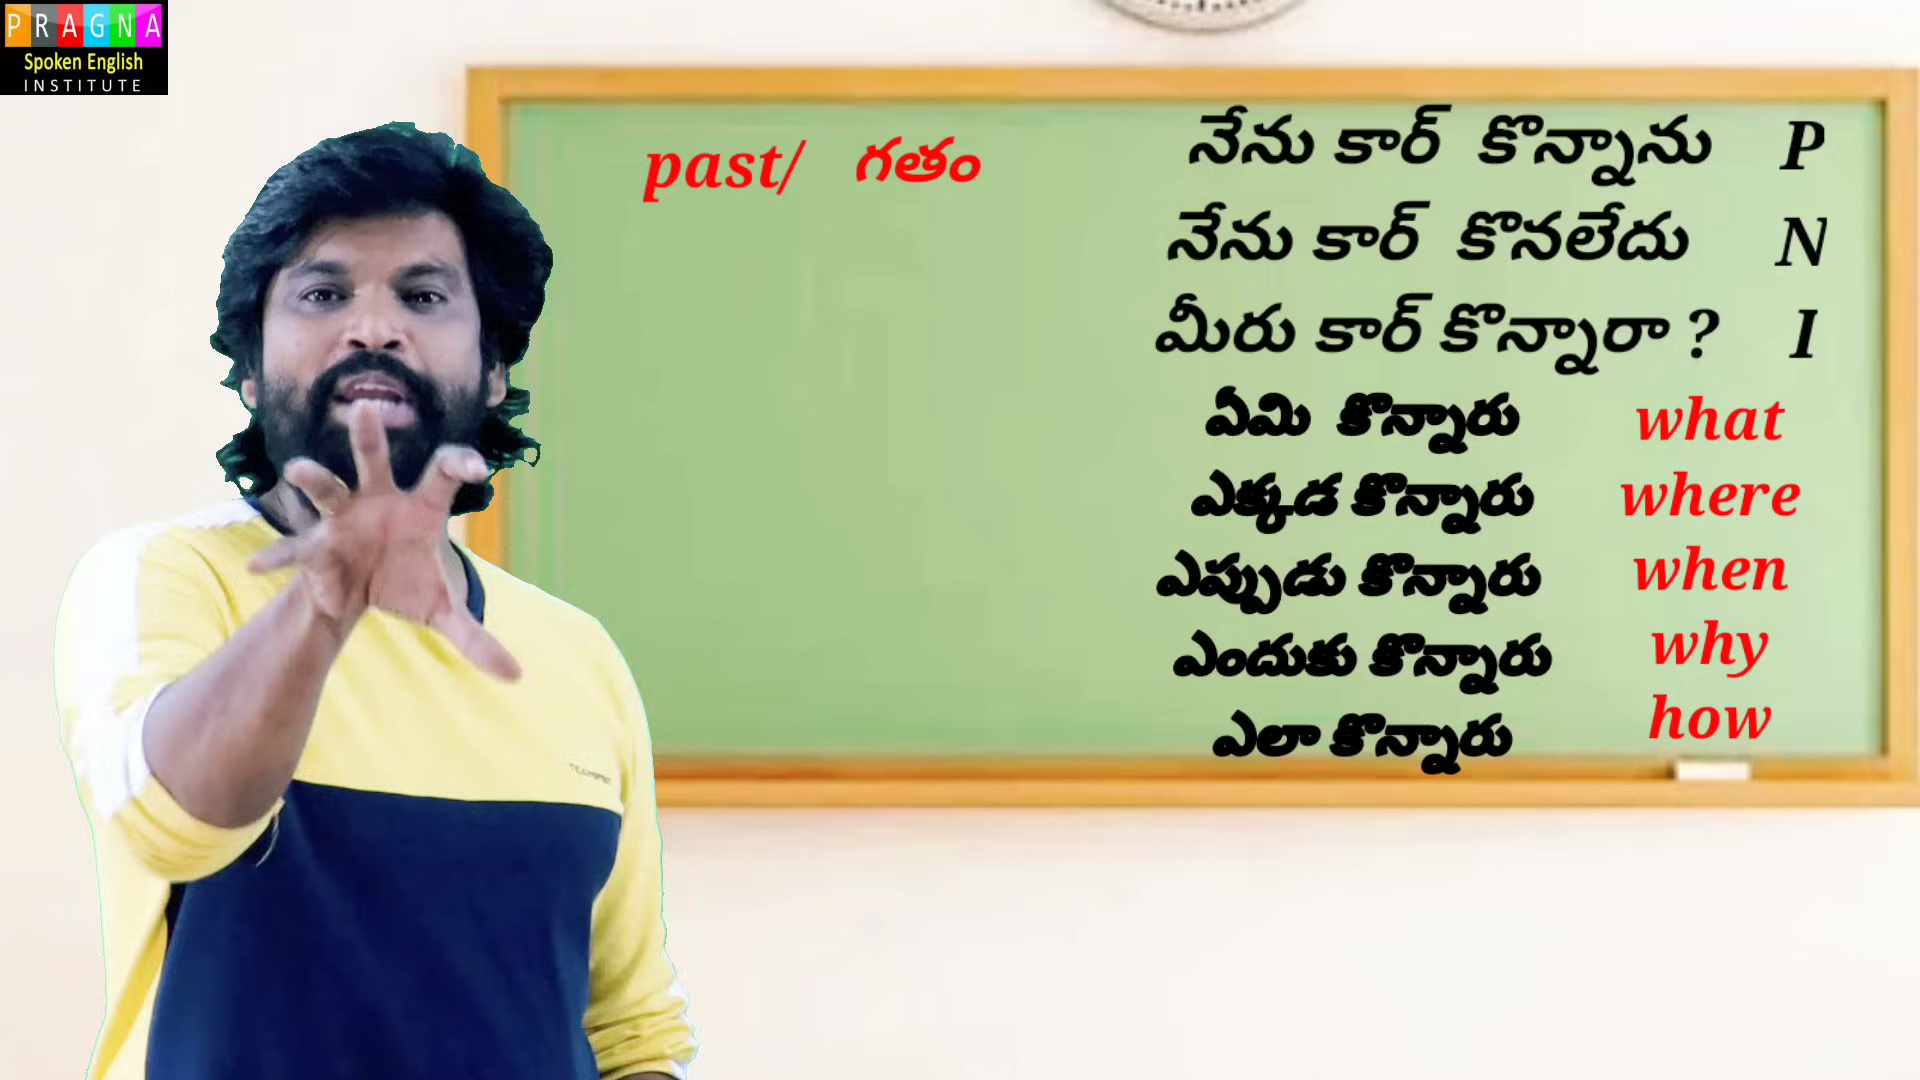 PRAGNA
Spoken English
INSTITUTE
past/ గతం
నేను కార్ కొన్నాను P
నేను కార్ కొనలేదు N
మీరు కార్ కొన్నారా ? I
ఏమి కొన్నారు what
ఎక్కడ కొన్నారు where
ఎప్పుడు కొన్నారు when
ఎందుకు కొన్నారు why
ఎలా కొన్నారు how